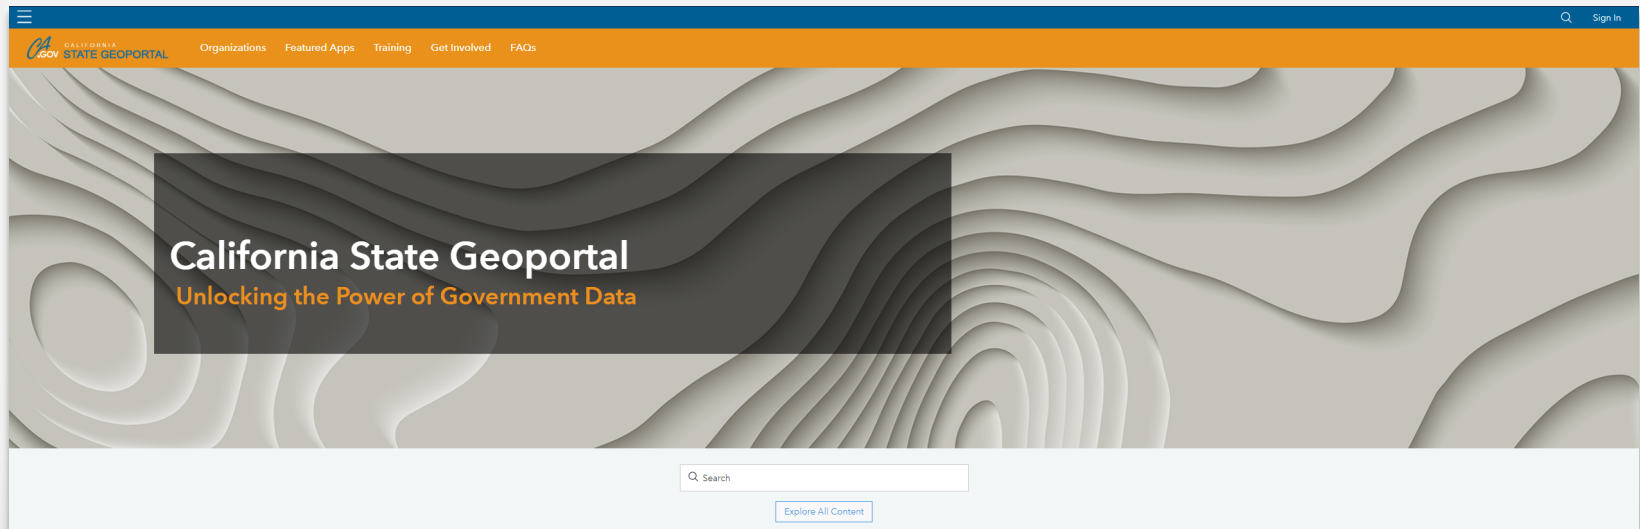 Sign In
CA
.GOV
CALIFORNIA
STATE GEOPORTAL
Organizations Featured Apps Training Get Involved FAQs
California State Geoportal
Unlocking the Power of Government Data
Search
Explore All Content